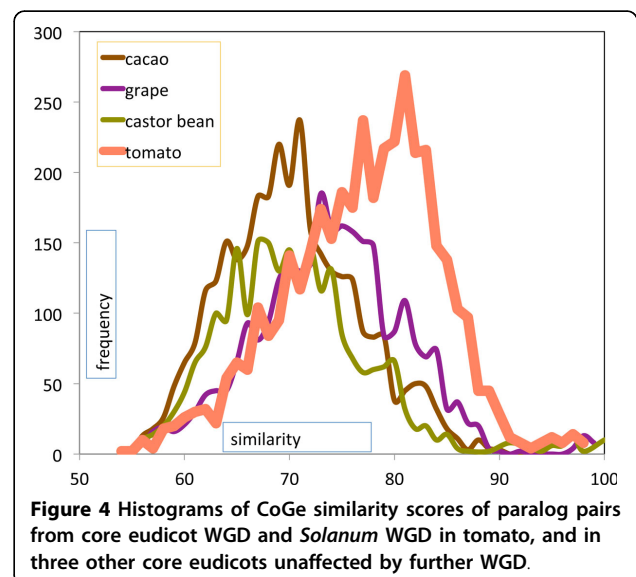 300
250
200
150
100
50
0
cacao
grape
castor bean
tomato
frequency
similarity
50
60
70
80
90
100
Figure 4 Histograms of CoGe similarity scores of paralog pairs
from core eudicot WGD and Solanum WGD in tomato, and in
three other core eudicots unaffected by further WGD.